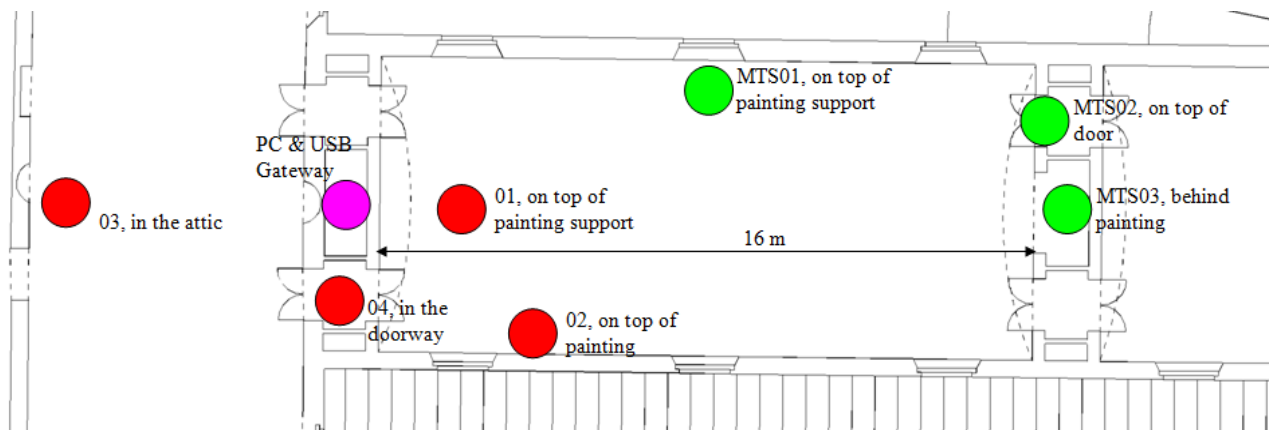 MTS01, on top of
painting support
MTS02, on top of
door
PC & USB
Gateway
03, in the attic
01, on top of
painting support
MTS03, behind
painting
16 m
04, in the
doorway
02, on top of
painting